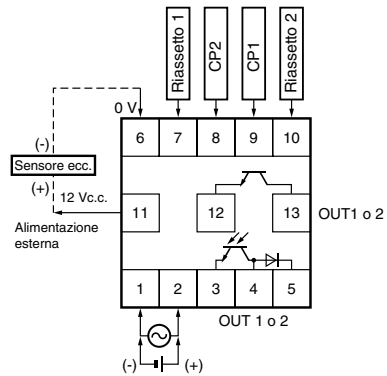 Riassetto 1
CP2
CP1
Riassetto 2
0 V
(-)
6 7 8 9 10
Sensore ecc.
(+)
12 Vc.c.
11 12 13
OUT1 o 2
Alimentazione
esterna
1 2 3 4 5
OUT 1 o 2
(-) (+)